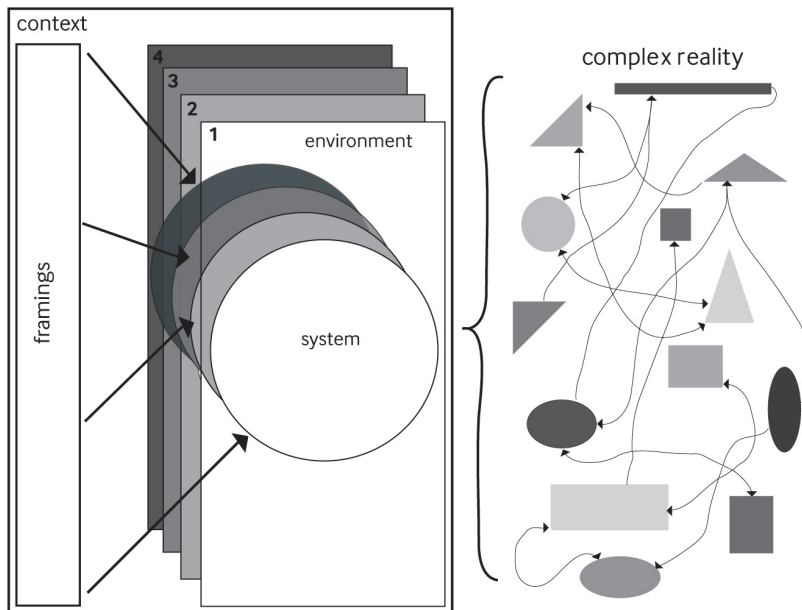 context
4
3
2
1
environment
framings
system
complex reality